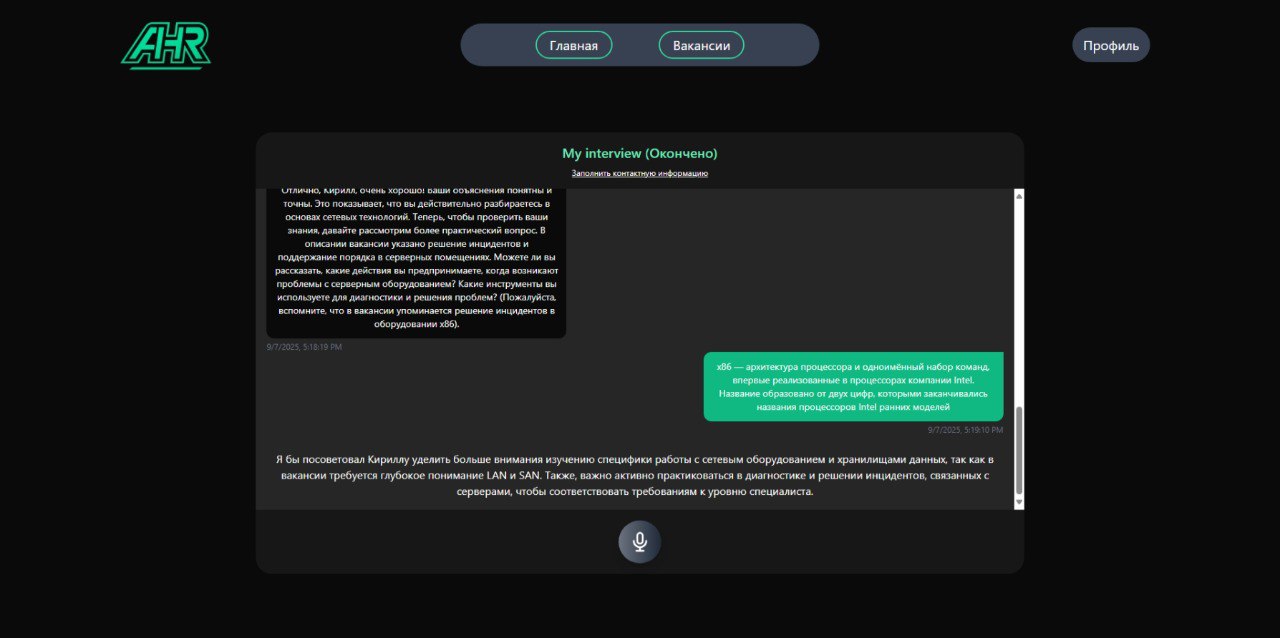 AHR
Главная
Вакансии
Профиль
My interview (Окончено)
Заполнить контактную информацию
Отлично, Кирилл, очень хорошо! Ваши объяснения понятны и
точны. Это показывает, что вы действительно разбираетесь в
основах сетевых технологий. Теперь, чтобы проверить ваши
знания, давайте рассмотрим более практический вопрос. В
описании вакансии указано решение инцидентов и
поддержание порядка в серверных помещениях. Можете ли вы
рассказать, какие действия вы предпринимаете, когда возникают
проблемы с серверным оборудованием? Какие инструменты вы
используете для диагностики и решения проблем? (Пожалуйста,
вспомните, что в вакансии упоминается решение инцидентов в
оборудовании x86).
9/7/2025, 5:18:19 PM
x86 — архитектура процессора и одноимённый набор команд,
впервые реализованные в процессорах компании Intel.
Название образовано от двух цифр, которыми заканчивались
названия процессоров Intel ранних моделей
9/7/2025, 5:19:10 PM
Я бы посоветовал Кириллу уделить больше внимания изучению специфики работы с сетевым оборудованием и хранилищами данных, так как в
вакансии требуется глубокое понимание LAN и SAN. Также, важно активно практиковаться в диагностике и решении инцидентов, связанных с
серверами, чтобы соответствовать требованиям к уровню специалиста.